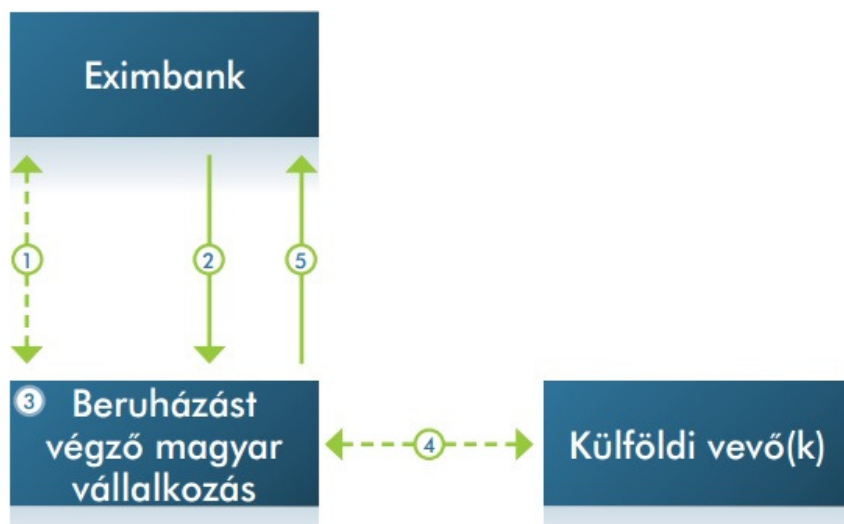 Eximbank
1
2
5
3
Beruházást
végző magyar
vállalkozás
4
Külföldi vevő(k)